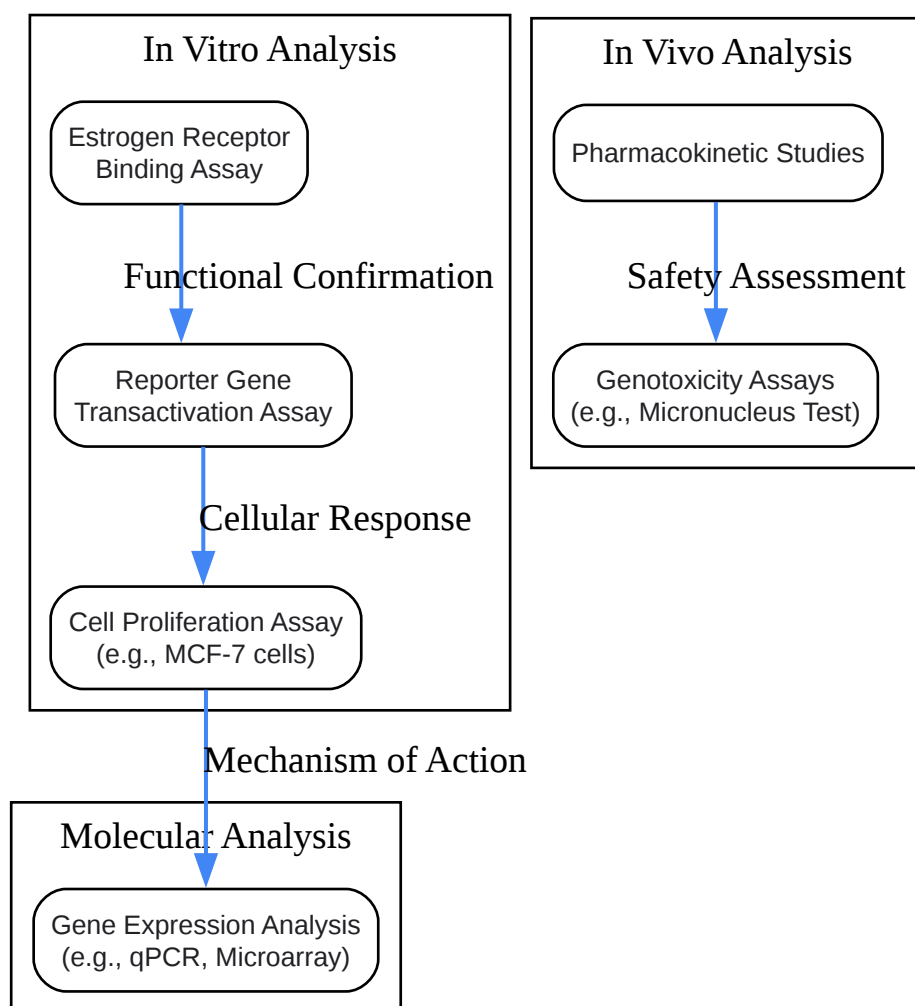 In Vitro Analysis
Estrogen Receptor
Binding Assay
Functional Confirmation
Reporter Gene
Transactivation Assay
Cellular Response
Cell Proliferation Assay
(e.g., MCF-7 cells)
Mechanism of Action
Molecular Analysis
Gene Expression Analysis
(e.g., qPCR, Microarray)
In Vivo Analysis
Pharmacokinetic Studies
Safety Assessment
Genotoxicity Assays
(e.g., Micronucleus Test)